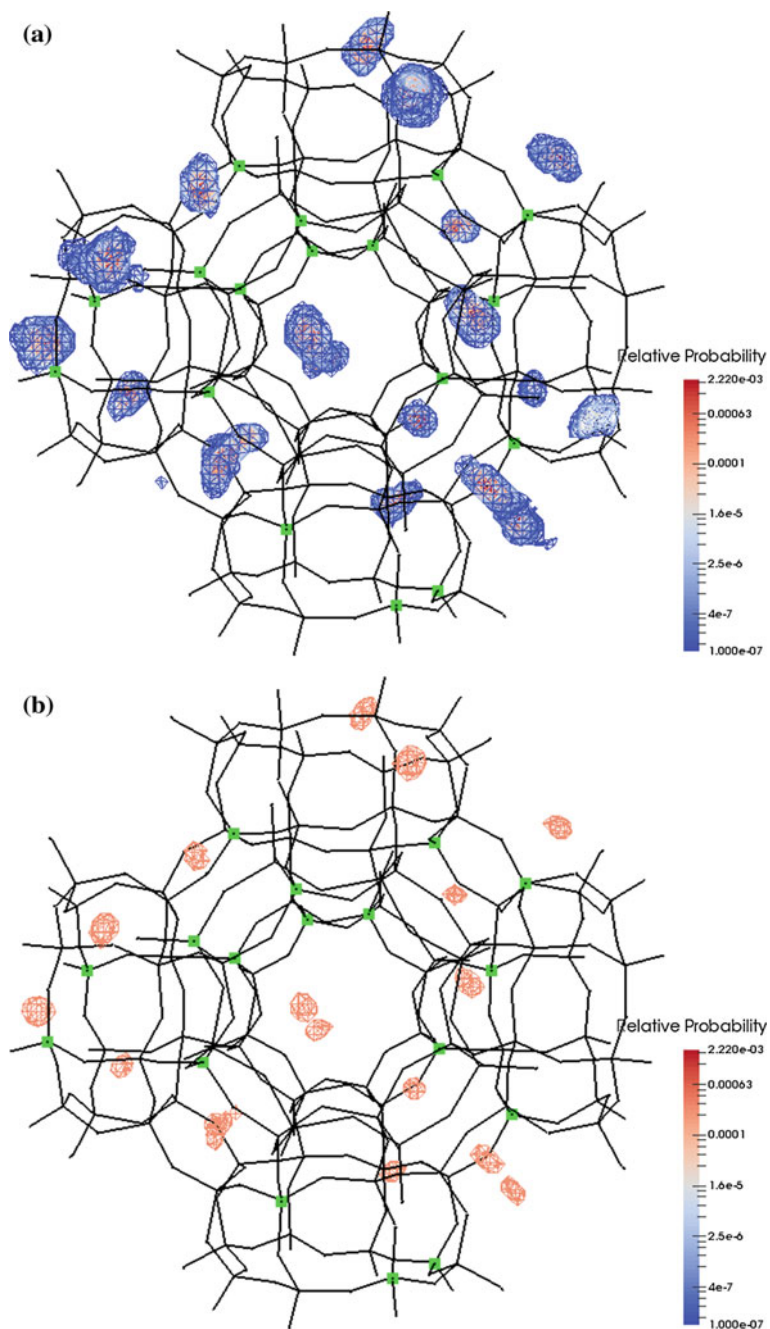 (a)
Relative Probability
2.220e-03
0.00063
0.0001
1.6e-5
2.5e-6
4e-7
1.000e-07
(b)
Relative Probability
2.220e-03
0.00063
0.0001
1.6e-5
2.5e-6
4e-7
1.000e-07